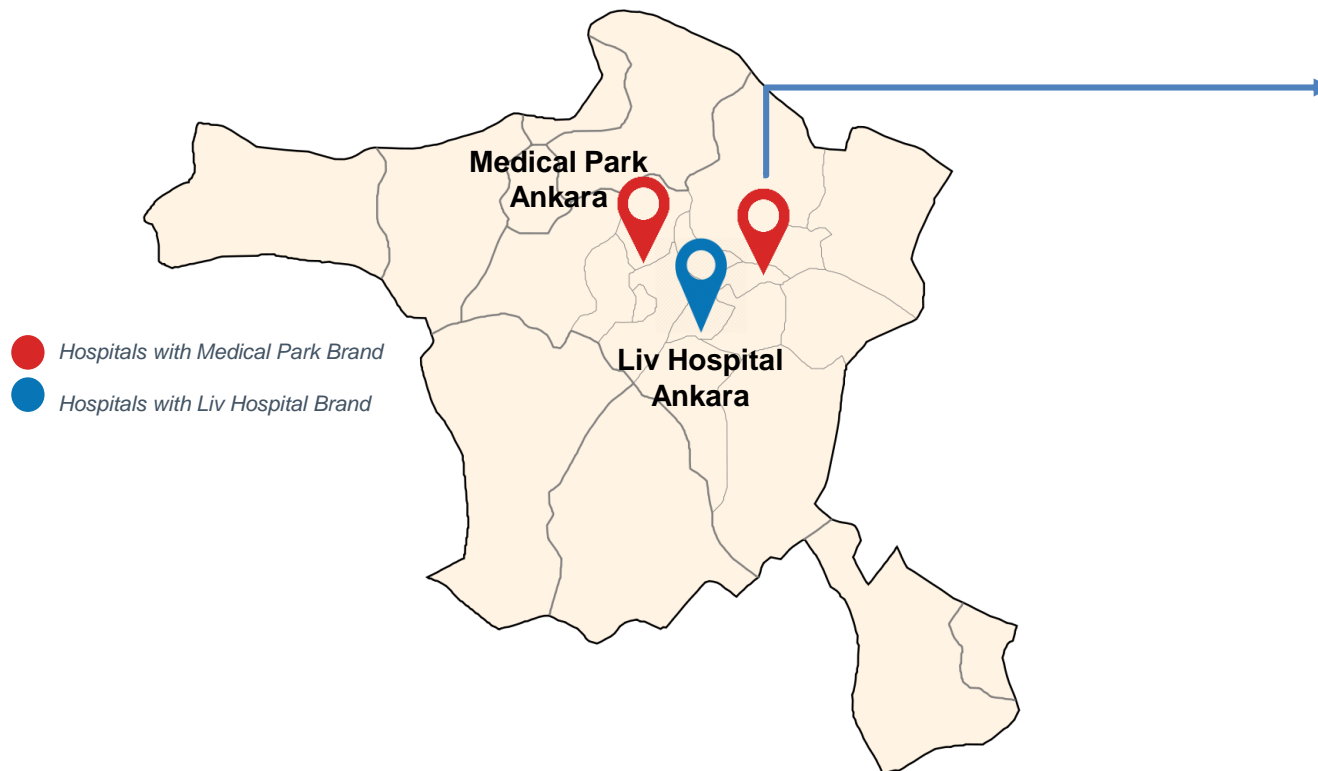 Medical Park
Ankara
Liv Hospital
Ankara
Hospitals with Medical Park Brand
Hospitals with Liv Hospital Brand